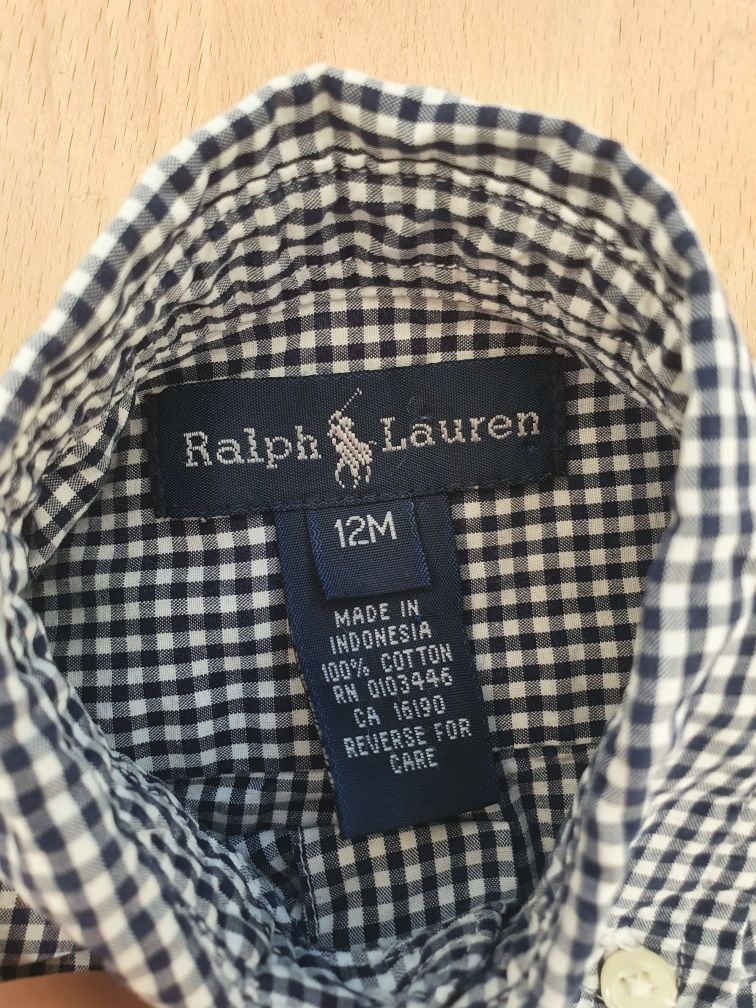 Ralph Lauren
12M
MADE IN
INDONESIA
100% COTTON
RN 0103446
CA 16190
REVERSE FOR
CARE